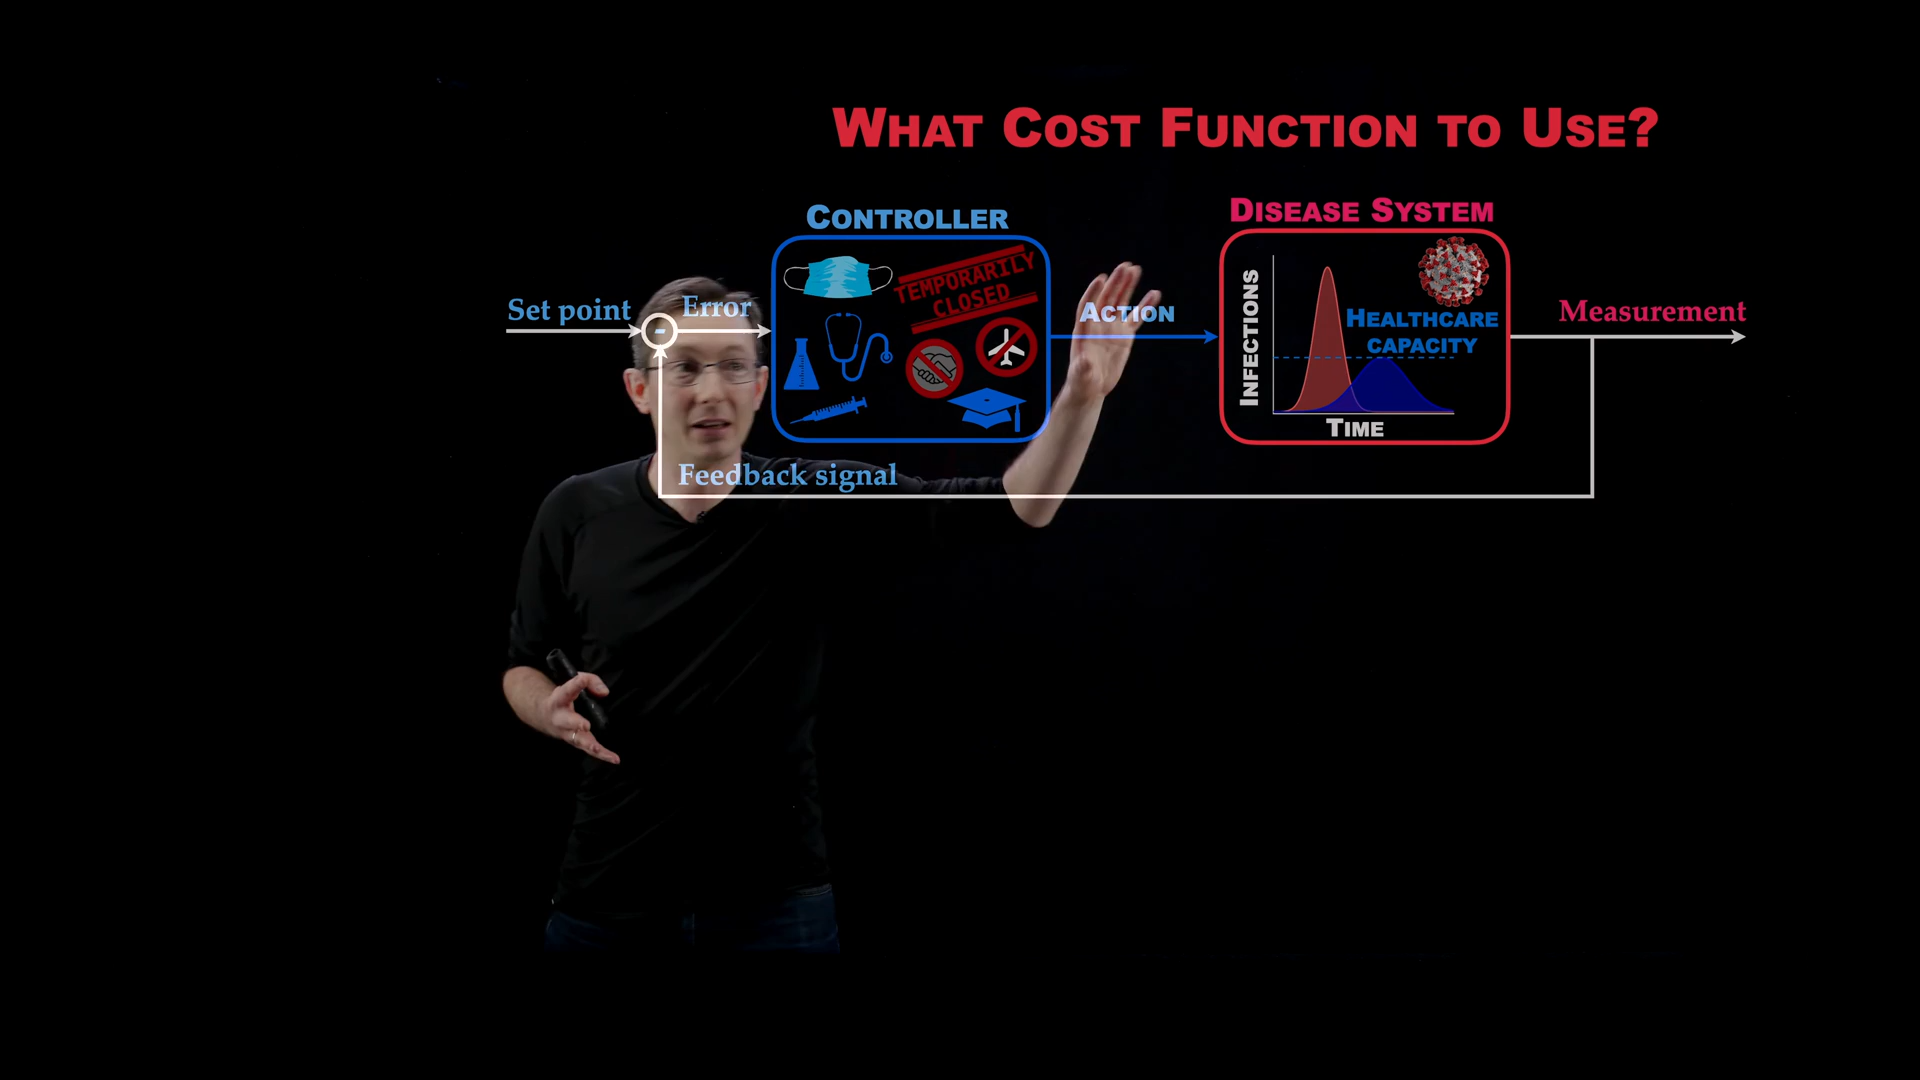 WHAT COST FUNCTION TO USE?
CONTROLLER
DISEASE SYSTEM
TEMPORARILY
CLOSED
Set point
-
Error
ACTION
INFECTIONS
HEALTHCARE
CAPACITY
TIME
Measurement
Feedback signal